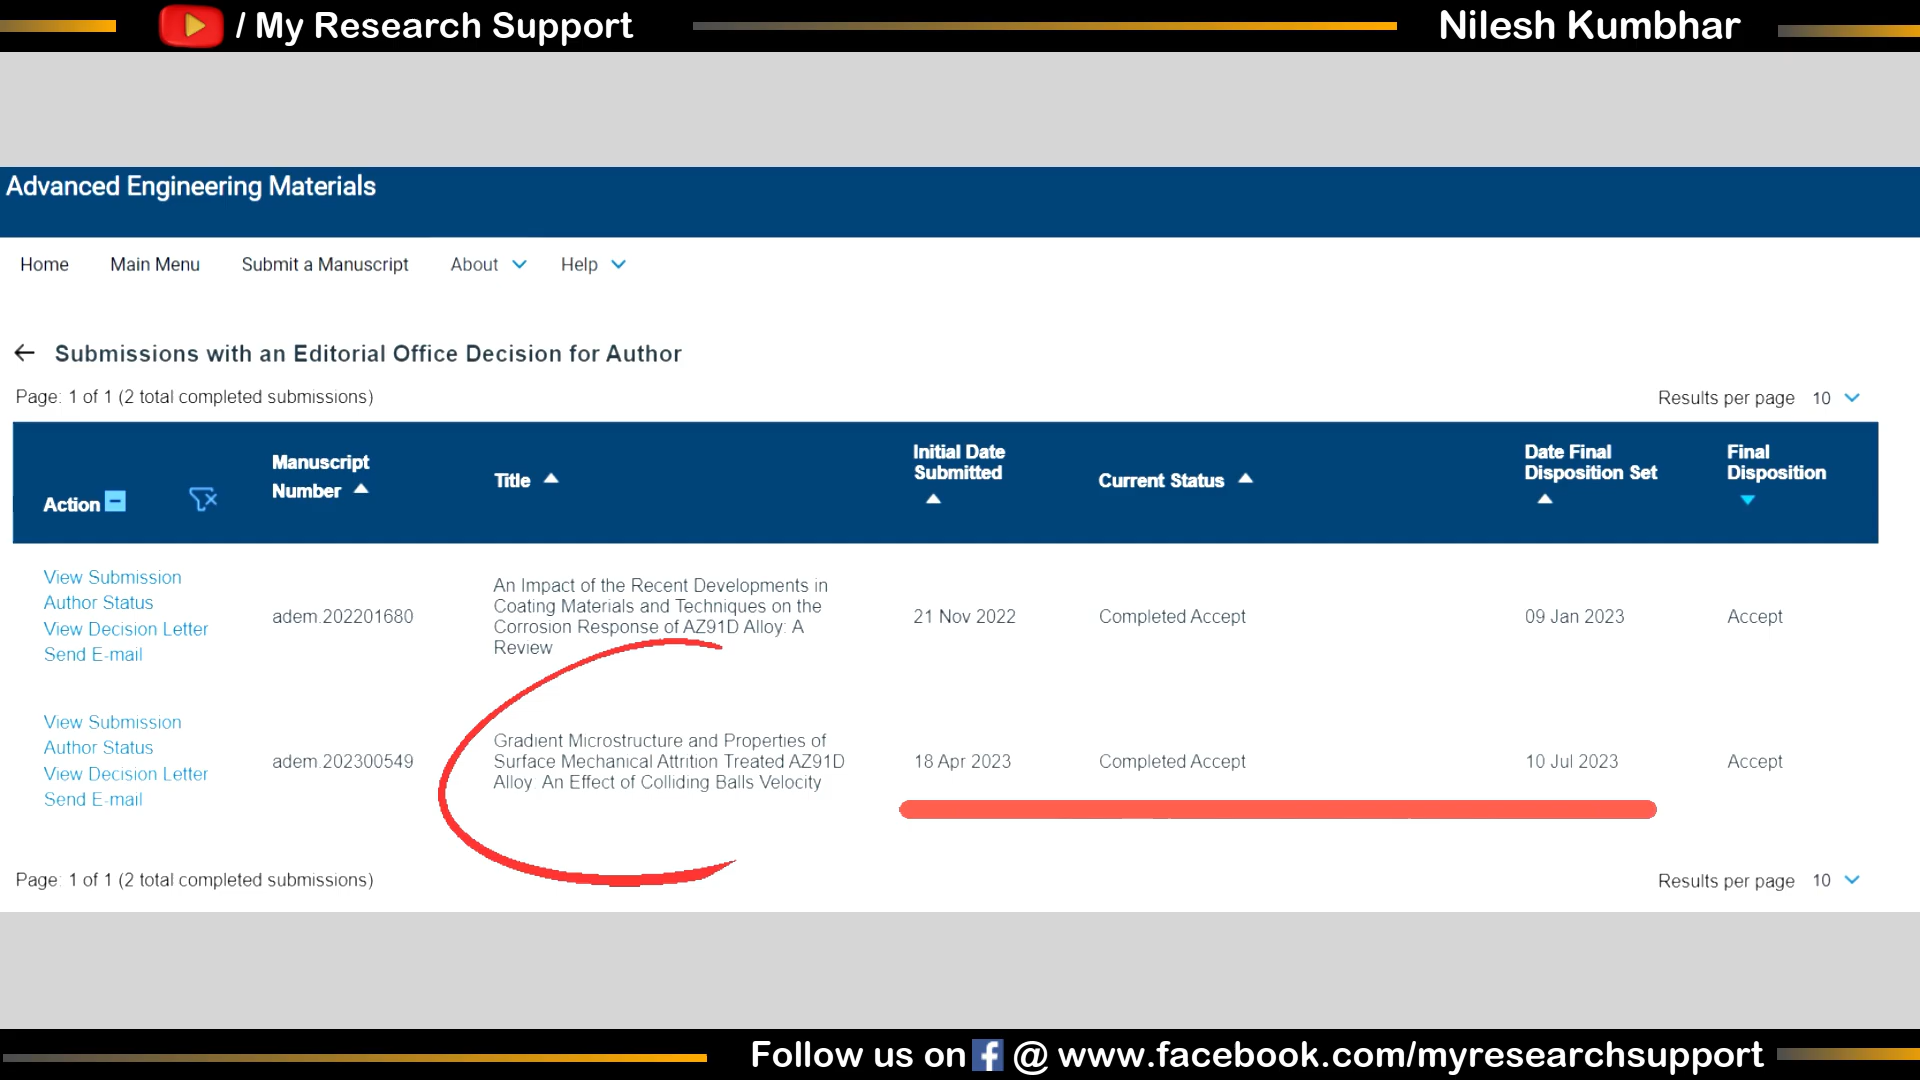 / My Research Support
Nilesh Kumbhar
Advanced Engineering Materials
Home Main Menu Submit a Manuscript About Help
Submissions with an Editorial Office Decision for Author
Page: 1 of 1 (2 total completed submissions)
Results per page 10
Action
Manuscript
Number
Title
Initial Date
Submitted
Current Status
Date Final
Disposition Set
Final
Disposition
View Submission
Author Status
View Decision Letter
Send E-mail
adem.202201680
An Impact of the Recent Developments in
Coating Materials and Techniques on the
Corrosion Response of AZ91D Alloy: A
Review
21 Nov 2022
Completed Accept
09 Jan 2023
Accept
View Submission
Author Status
View Decision Letter
Send E-mail
adem.202300549
Gradient Microstructure and Properties of
Surface Mechanical Attrition Treated AZ91D
Alloy: An Effect of Colliding Balls Velocity
18 Apr 2023
Completed Accept
10 Jul 2023
Accept
Page: 1 of 1 (2 total completed submissions)
Results per page 10
Follow us on f @ www.facebook.com/myresearchsupport